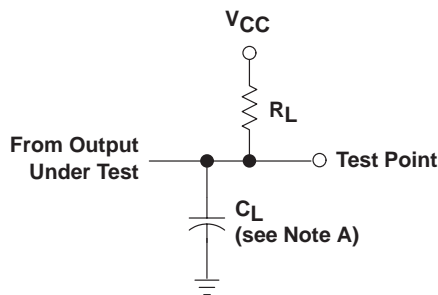 VCC
RL
From Output
Under Test
Test Point
CL
(see Note A)